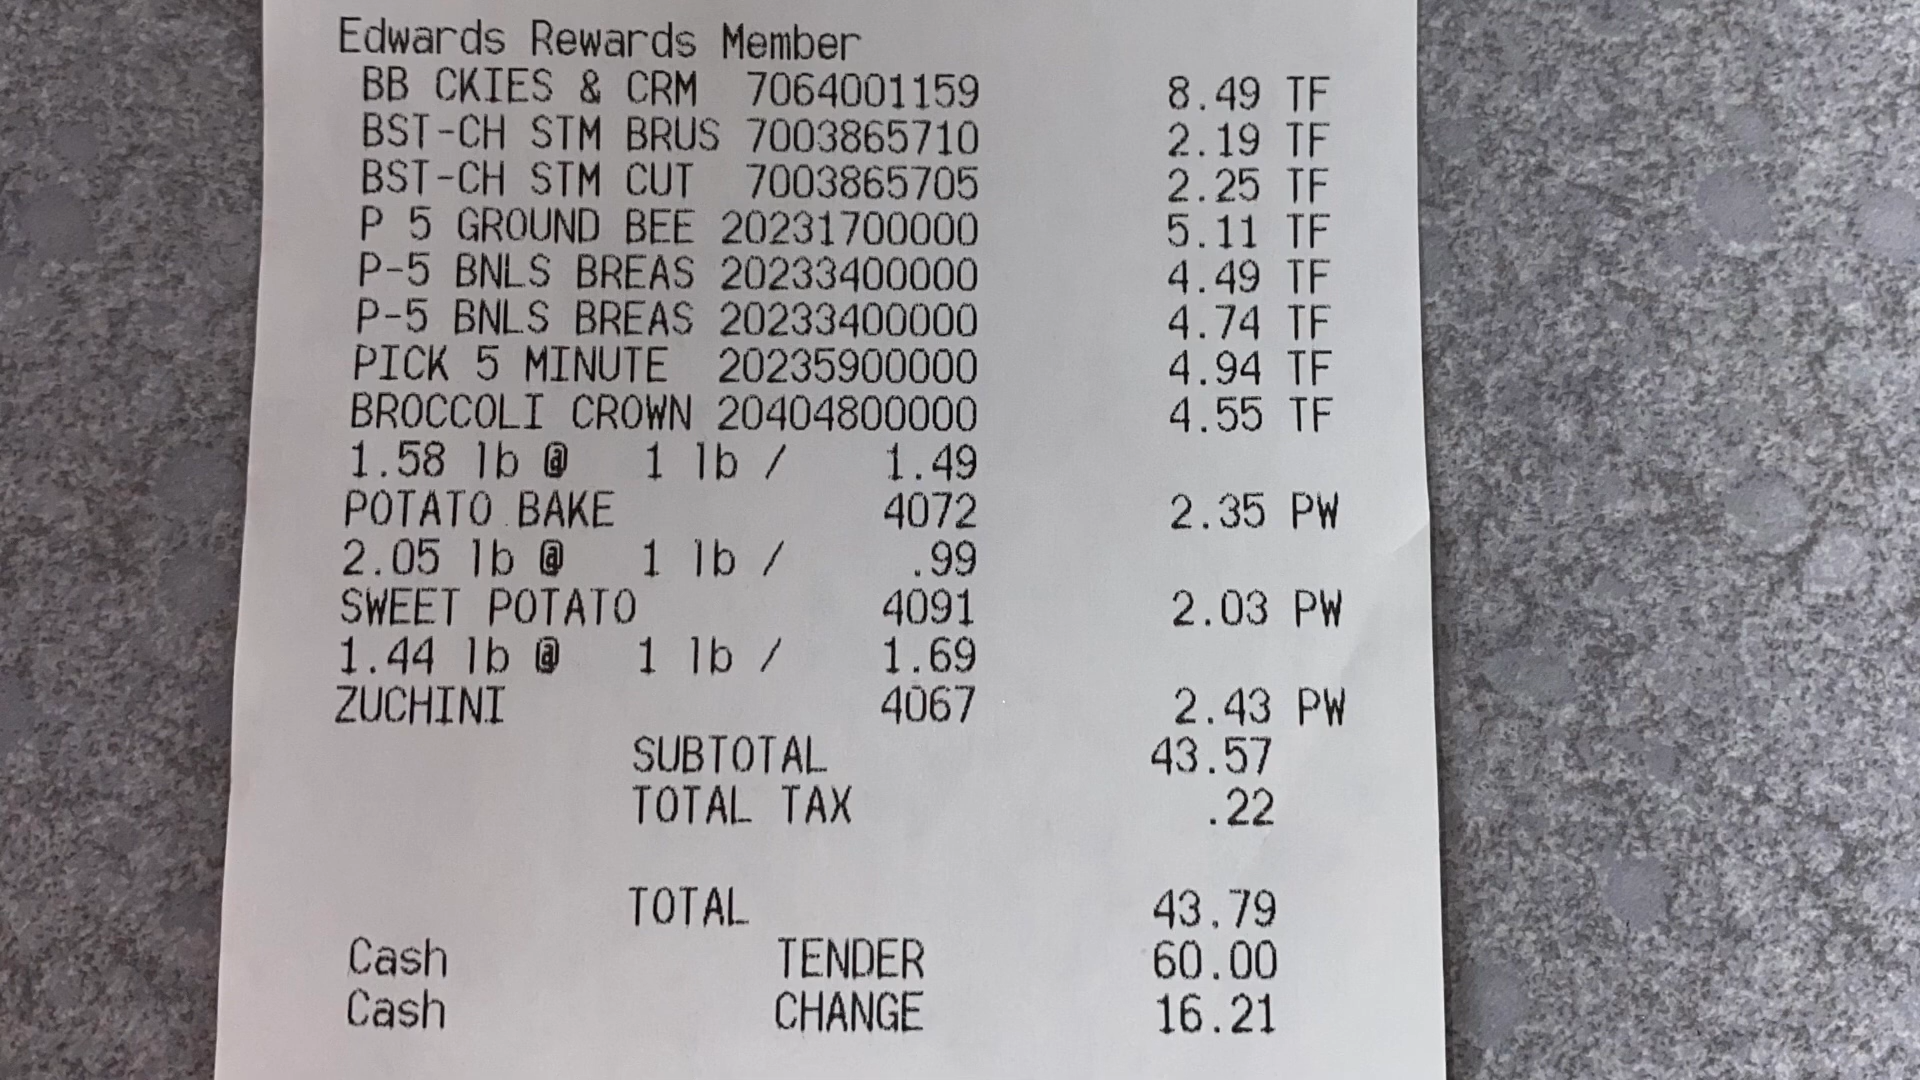 Edwards Rewards Member
BB CKIES & CRM 7064001159 8.49 TF
BST-CH STM BRUS 7003865710 2.19 TF
BST-CH STM CUT 7003865705 2.25 TF
P 5 GROUND BEE 20231700000 5.11 TF
P-5 BNLS BREAS 20233400000 4.49 TF
P-5 BNLS BREAS 20233400000 4.74 TF
PICK 5 MINUTE 20235900000 4.94 TF
BROCCOLI CROWN 20404800000 4.55 TF
1.58 lb @ 1 lb / 1.49
POTATO BAKE 4072 2.35 PW
2.05 lb @ 1 lb / .99
SWEET POTATO 4091 2.03 PW
1.44 lb @ 1 lb / 1.69
ZUCHINI 4067 2.43 PW
SUBTOTAL 43.57
TOTAL TAX .22
TOTAL 43.79
Cash TENDER 60.00
Cash CHANGE 16.21